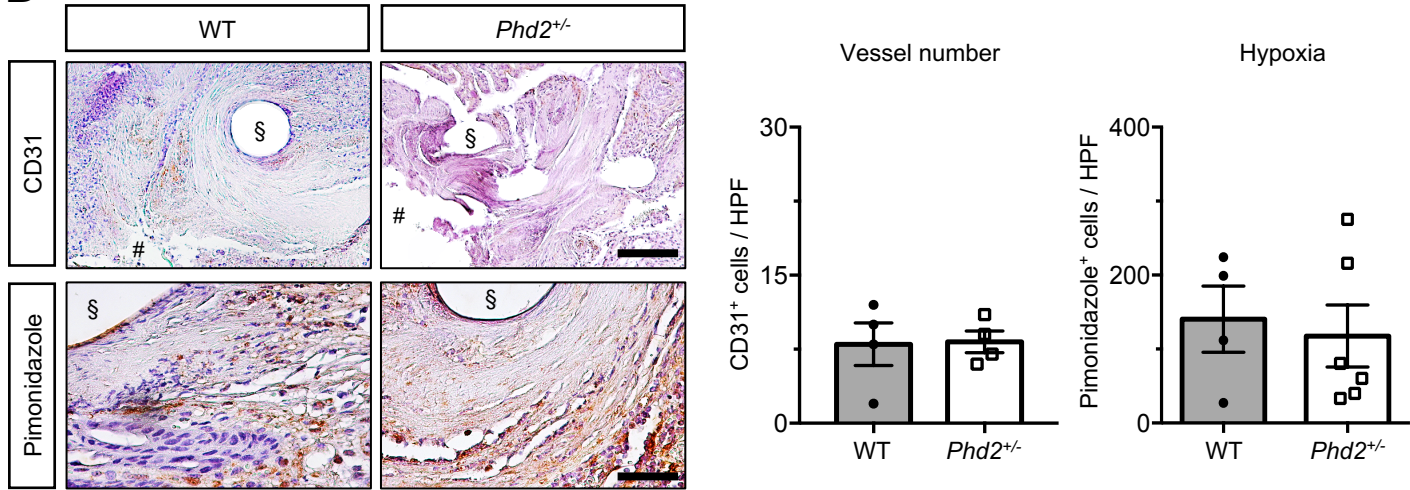 WT
Phd2+/-
CD31
§
#
§
#
Pimonidazole
§
§
Vessel number
CD31+ cells / HPF
30
15
0
WT
Phd2+/-
Hypoxia
Pimonidazole+ cells / HPF
400
200
0
WT
Phd2+/-